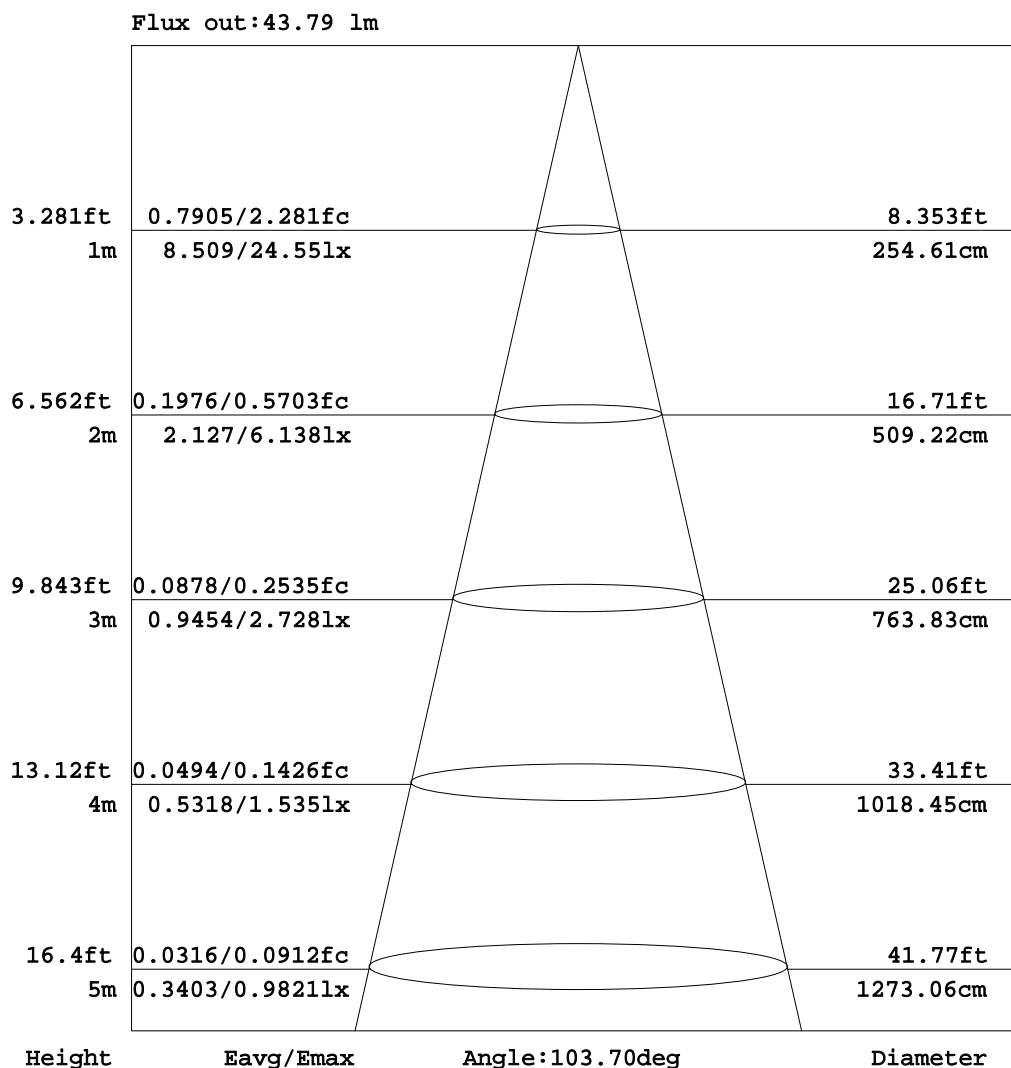 Flux out:43.79 lm
3.281ft 0.7905/2.281fc 8.353ft
1m 8.509/24.55lx 254.61cm
6.562ft 0.1976/0.5703fc 16.71ft
2m 2.127/6.138lx 509.22cm
9.843ft 0.0878/0.2535fc 25.06ft
3m 0.9454/2.728lx 763.83cm
13.12ft 0.0494/0.1426fc 33.41ft
4m 0.5318/1.535lx 1018.45cm
16.4ft 0.0316/0.0912fc 41.77ft
5m 0.3403/0.9821lx 1273.06cm
Height Eavg/Emax Angle:103.70deg Diameter